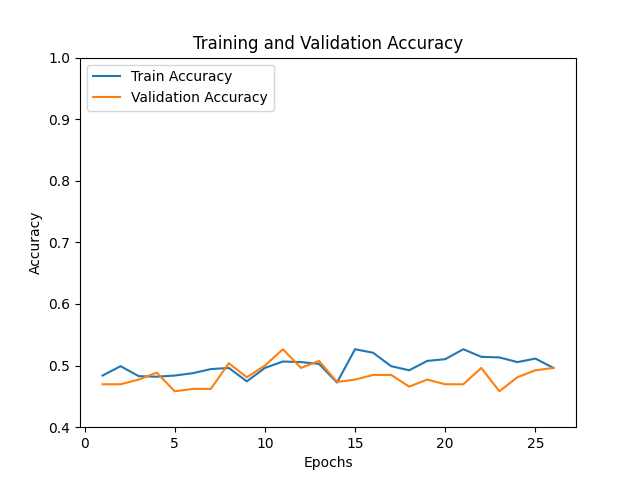 Training and Validation Accuracy
1.0
0.9
0.8
0.7
0.6
0.5
0.4
Accuracy
Train Accuracy
Validation Accuracy
0 5 10 15 20 25
Epochs